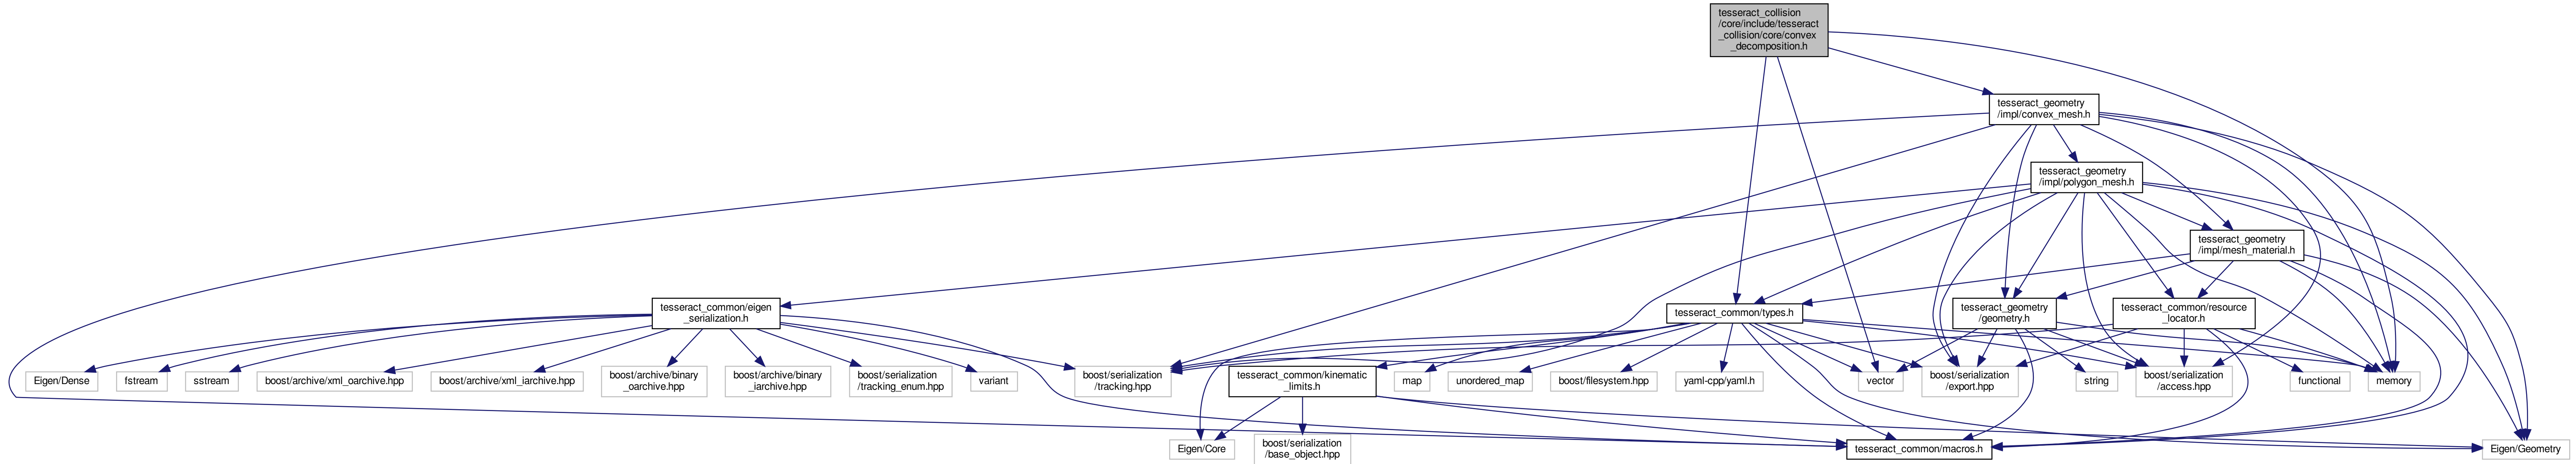 tesseract_collision
/core/include/tesseract
_collision/core/convex
_decomposition.h
tesseract_geometry
/impl/convex_mesh.h
tesseract_geometry
/impl/polygon_mesh.h
tesseract_geometry
/impl/mesh_material.h
tesseract_common/eigen
_serialization.h
tesseract_common/types.h
tesseract_geometry
/geometry.h
tesseract_common/resource
_locator.h
Eigen/Dense
fstream
sstream
boost/archive/xml_oarchive.hpp
boost/archive/xml_iarchive.hpp
boost/archive/binary
_oarchive.hpp
boost/archive/binary
_iarchive.hpp
boost/serialization
/tracking_enum.hpp
variant
boost/serialization
/tracking.hpp
tesseract_common/kinematic
_limits.h
map
unordered_map
boost/filesystem.hpp
yaml-cpp/yaml.h
vector
boost/serialization
/export.hpp
string
boost/serialization
/access.hpp
functional
memory
Eigen/Core
boost/serialization
/base_object.hpp
tesseract_common/macros.h
Eigen/Geometry